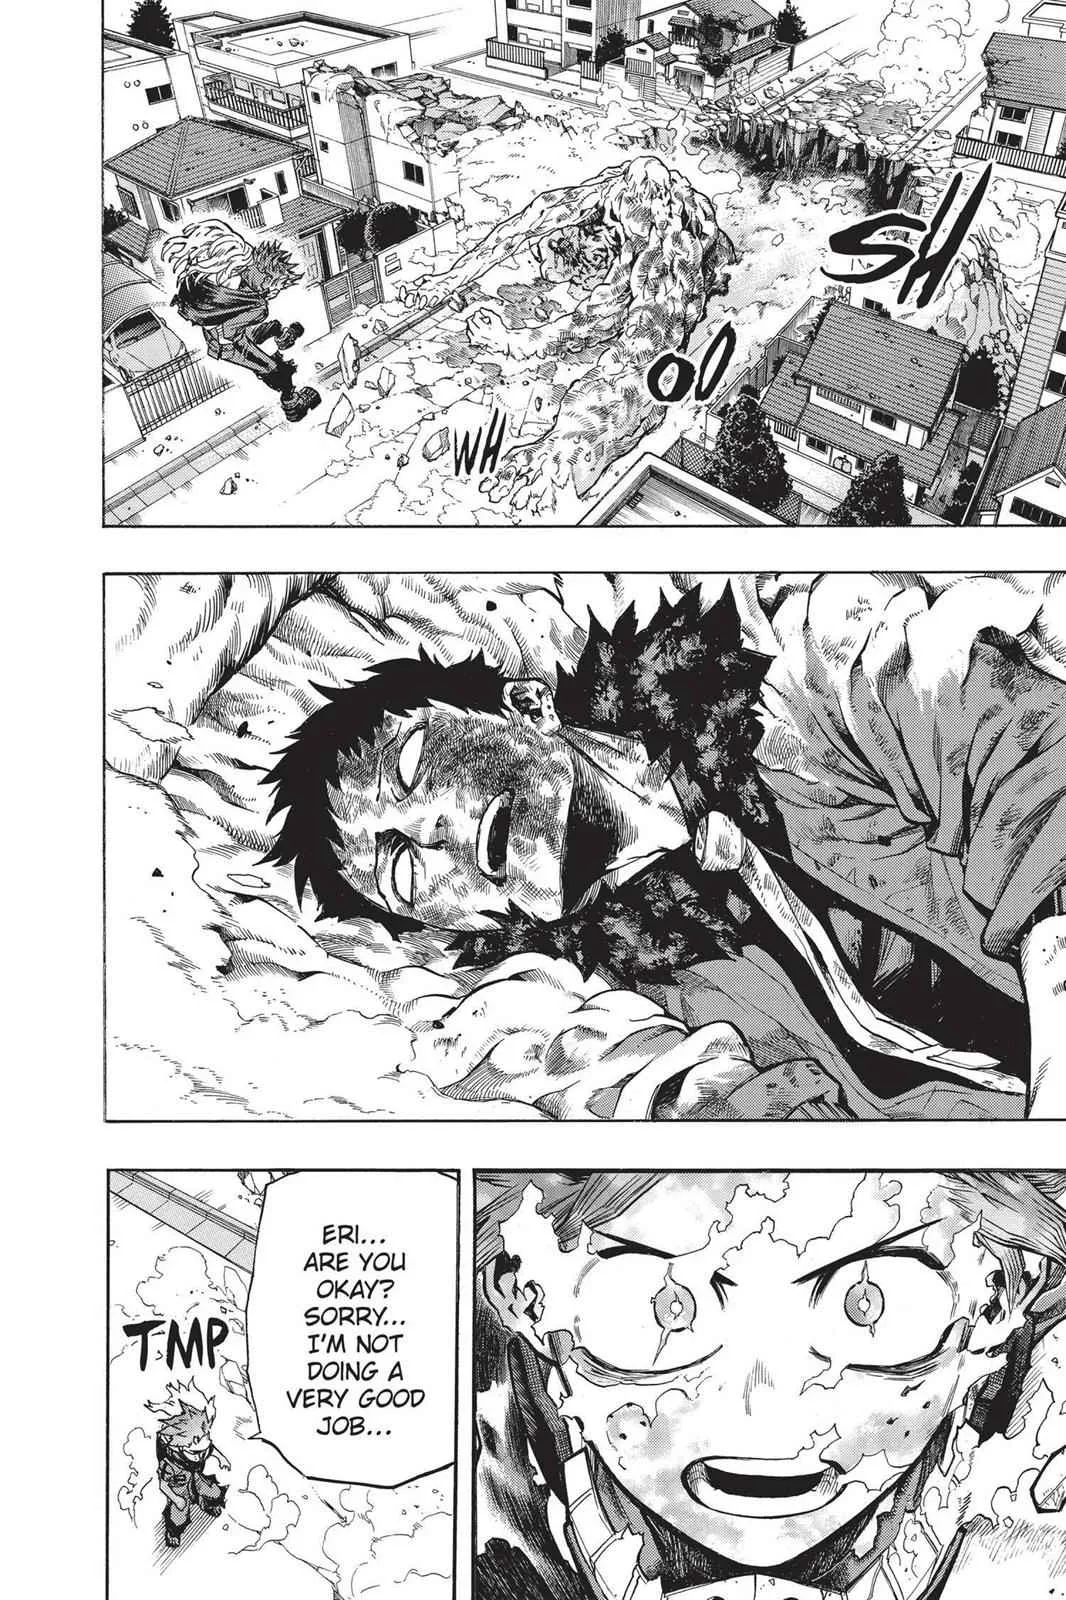 WH
OO
SH
ERI...
ARE YOU
OKAY?
SORRY...
I'M NOT
DOING A
VERY GOOD
JOB...
TMP